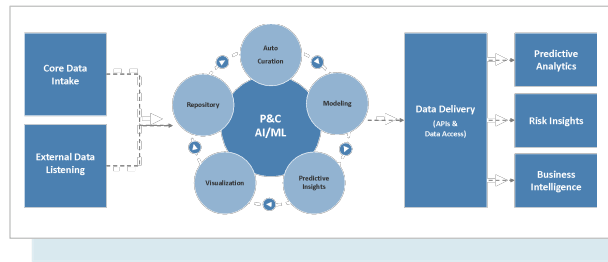 Core Data
Intake
External Data
Listening
Auto
Curation
Repository
P&C
AI/ML
Modeling
Visualization
Predictive
Insights
Data Delivery
(APIs &
Data Access)
Predictive
Analytics
Risk Insights
Business
Intelligence